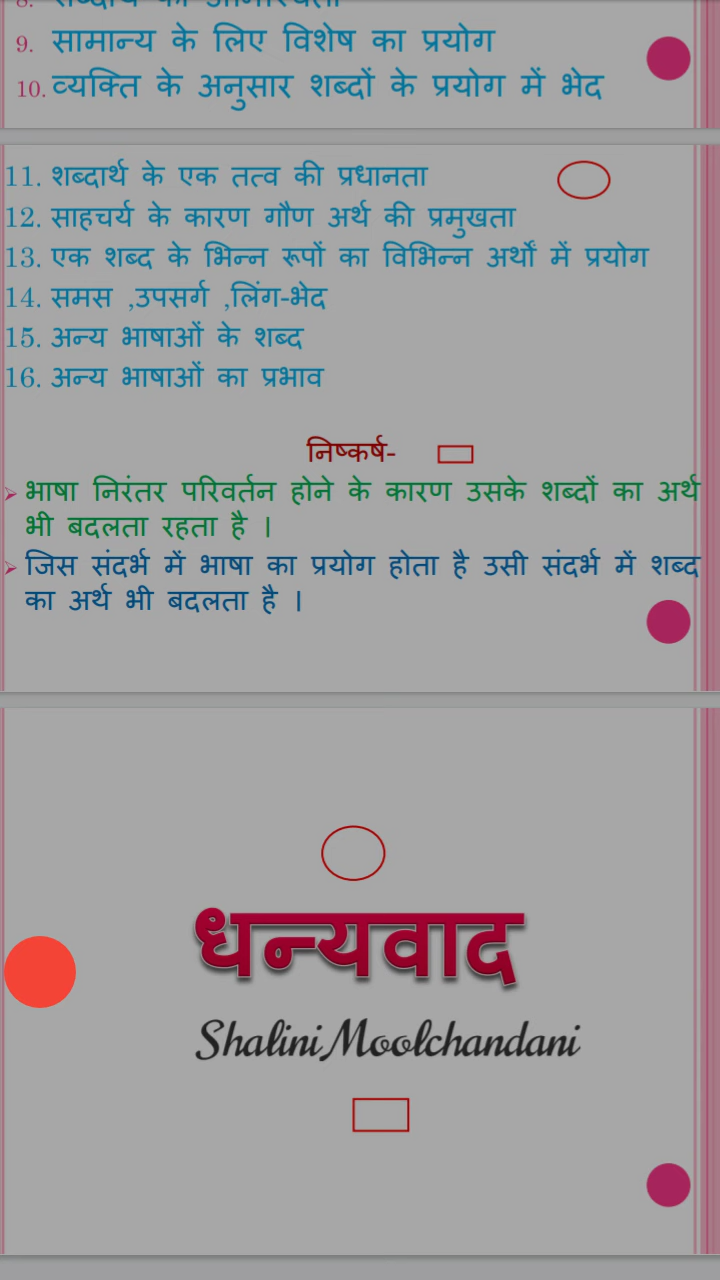 8.
9. सामान्य के लिए विशेष का प्रयोग
10. व्यक्ति के अनुसार शब्दों के प्रयोग में भेद
11. शब्दार्थ के एक तत्व की प्रधानता
12. साहचर्य के कारण गौण अर्थ की प्रमुखता
13. एक शब्द के भिन्न रूपों का विभिन्न अर्थों में प्रयोग
14. समस ,उपसर्ग ,लिंग-भेद
15. अन्य भाषाओं के शब्द
16. अन्य भाषाओं का प्रभाव
निष्कर्ष-
➢ भाषा निरंतर परिवर्तन होने के कारण उसके शब्दों का अर्थ
भी बदलता रहता है ।
➢ जिस संदर्भ में भाषा का प्रयोग होता है उसी संदर्भ में शब्द
का अर्थ भी बदलता है ।
धन्यवाद
Shalini Moolchandani